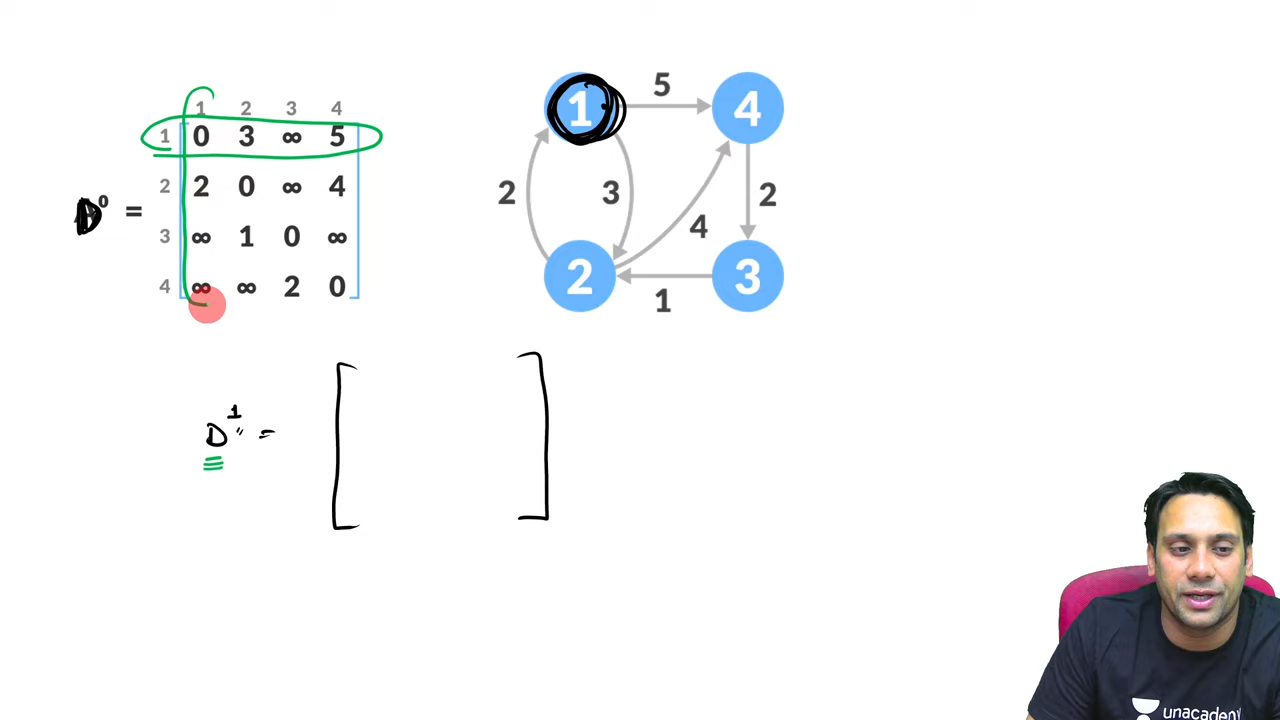 1 2 3 4
1 0 3 ∞ 5
2 2 0 ∞ 4
D⁰ =
3 ∞ 1 0 ∞
4 ∞ ∞ 2 0
1 5 4
2 3 4 2
2 1 3
D¹ =
unacademy